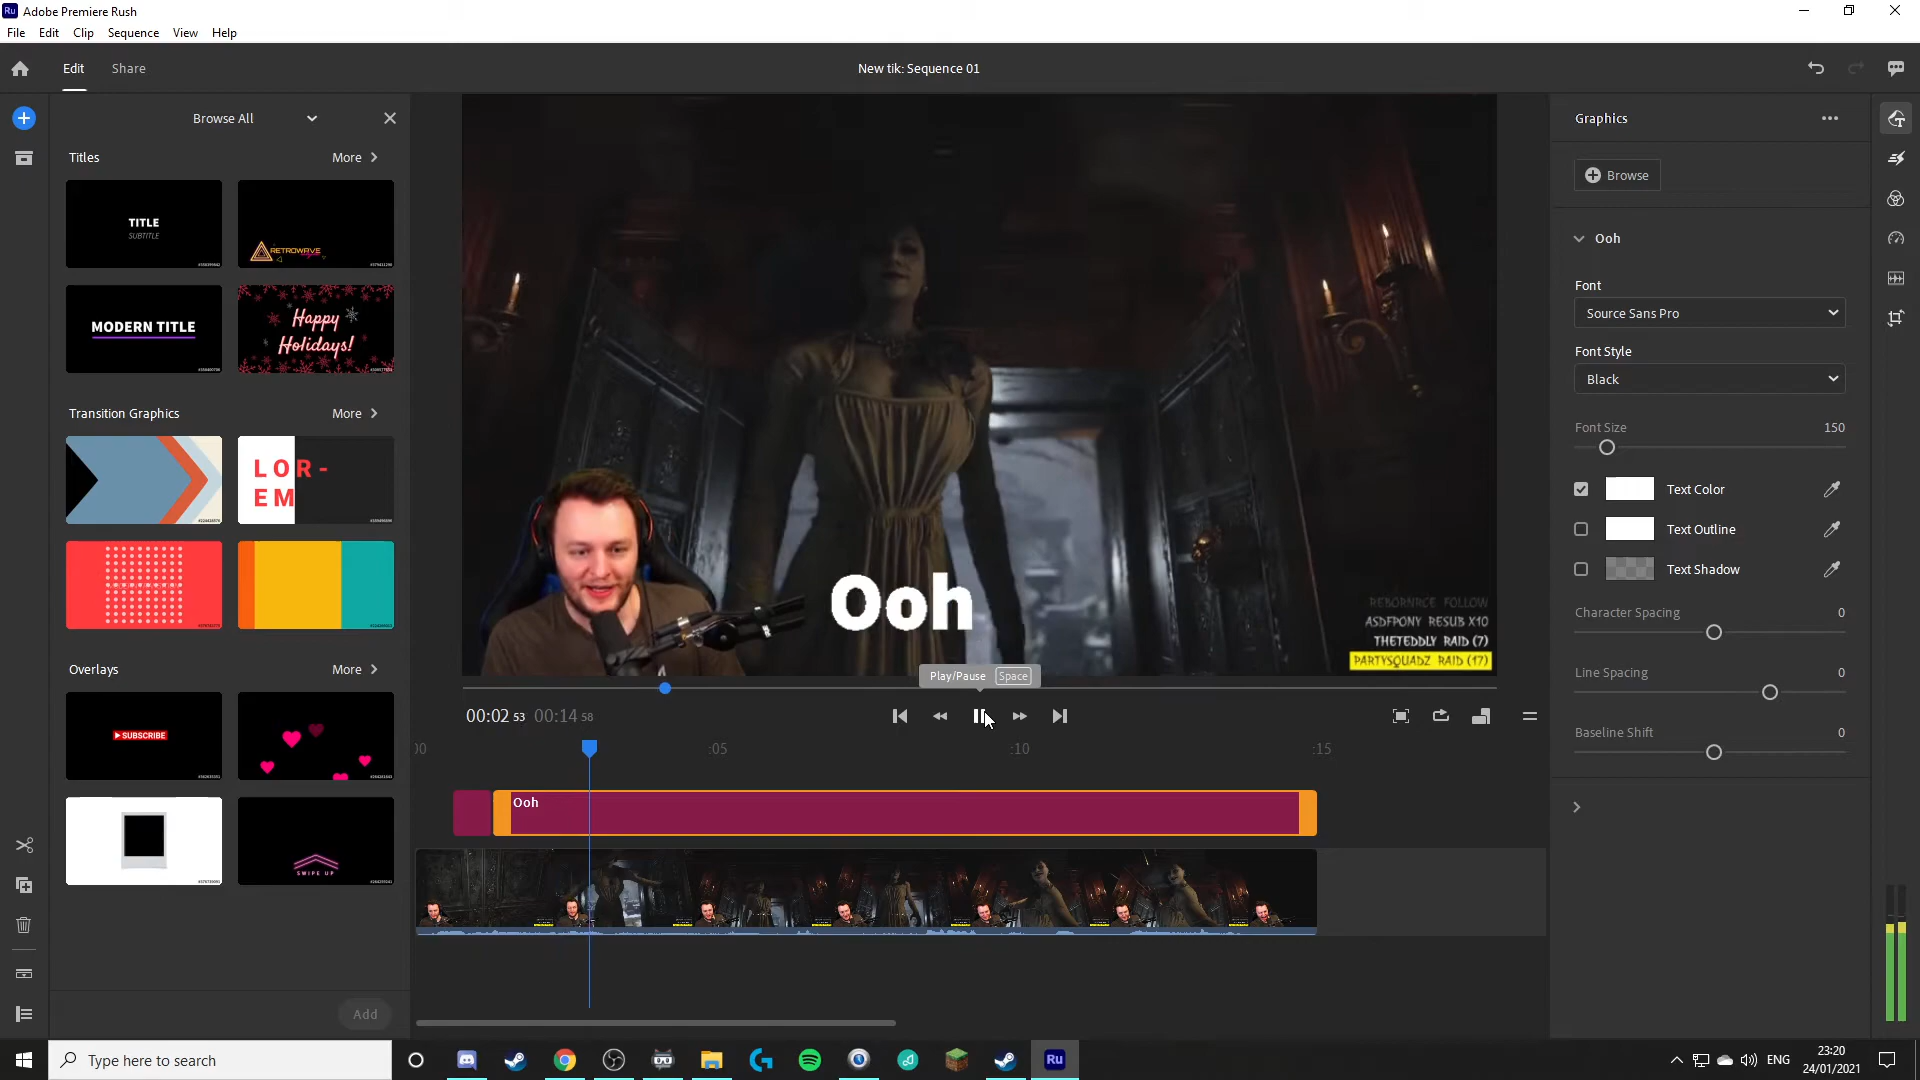 Ru Adobe Premiere Rush
File Edit Clip Sequence View Help
Edit Share
New tik: Sequence 01
Browse All
Titles More
TITLE
SUBTITLE
RETROWAVE
MODERN TITLE
Happy
Holidays!
Transition Graphics More
LOR-
EM
Overlays More
SUBSCRIBE
SWIPE UP
Add
Ooh
REBORNRCE FOLLOW
ASDFPONY RESUB X10
THETEDDLY RAID (7)
PARTYSQUADZ RAID (17)
Play/Pause Space
00:02 53 00:14 58
00 :05 :10 :15
Ooh
Graphics
Browse
Ooh
Font
Source Sans Pro
Font Style
Black
Font Size 150
Text Color
Text Outline
Text Shadow
Character Spacing 0
Line Spacing 0
Baseline Shift 0
Type here to search
Ru
ENG
23:20
24/01/2021